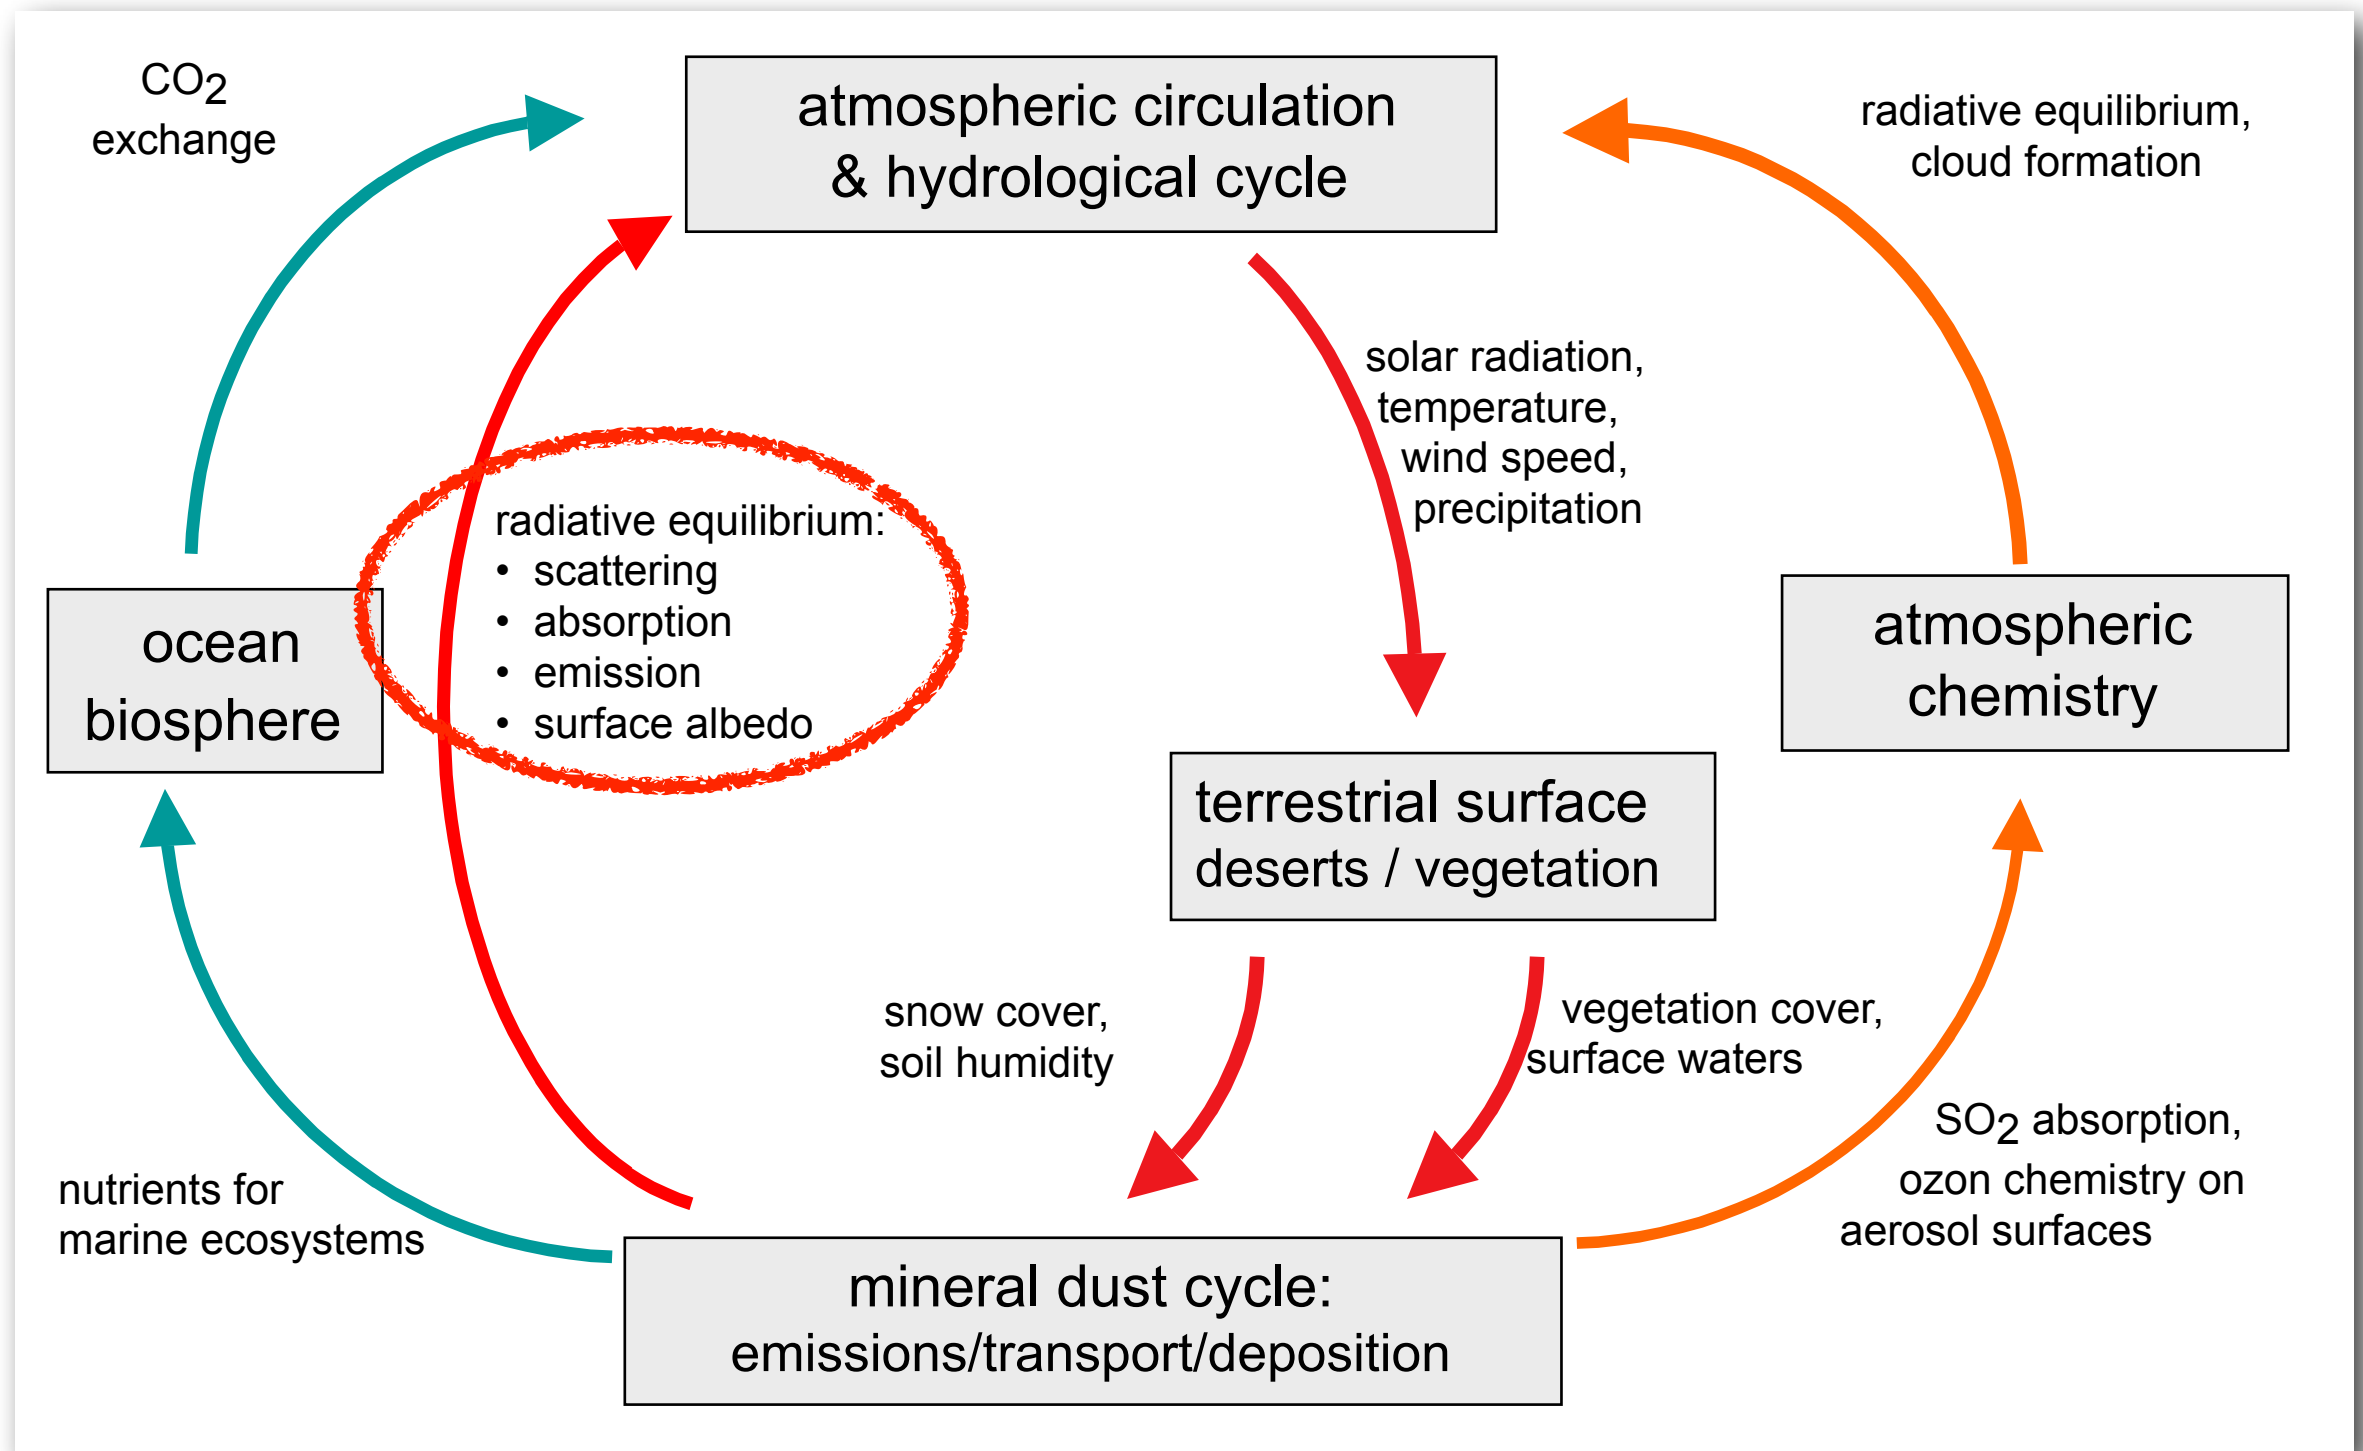 CO2
exchange
atmospheric circulation
& hydrological cycle
radiative equilibrium,
cloud formation
solar radiation,
temperature,
wind speed,
precipitation
radiative equilibrium:
• scattering
• absorption
• emission
• surface albedo
ocean
biosphere
atmospheric
chemistry
terrestrial surface
deserts / vegetation
snow cover,
soil humidity
vegetation cover,
surface waters
SO2 absorption,
ozon chemistry on
aerosol surfaces
nutrients for
marine ecosystems
mineral dust cycle:
emissions/transport/deposition